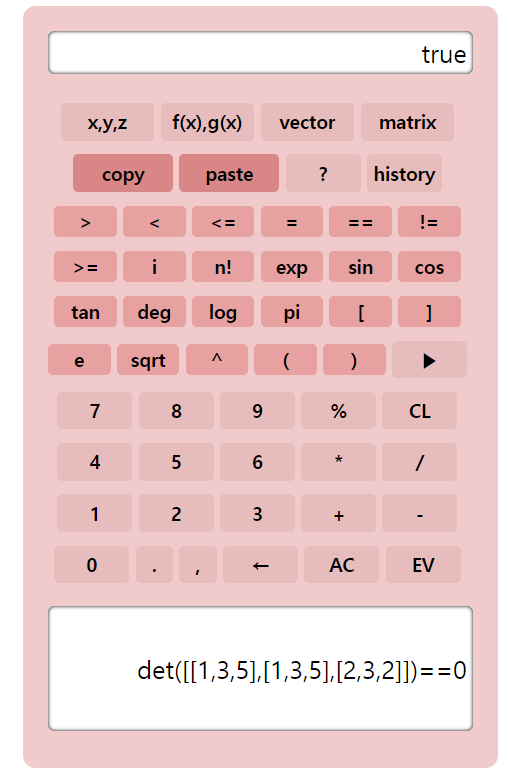 true
x,y,z f(x),g(x) vector matrix
copy paste ? history
> < <= = == !=
>= i n! exp sin cos
tan deg log pi [ ]
e sqrt ^ ( ) ▶
7 8 9 % CL
4 5 6 * /
1 2 3 + -
0 . , ← AC EV
det([[1,3,5],[1,3,5],[2,3,2]])==0